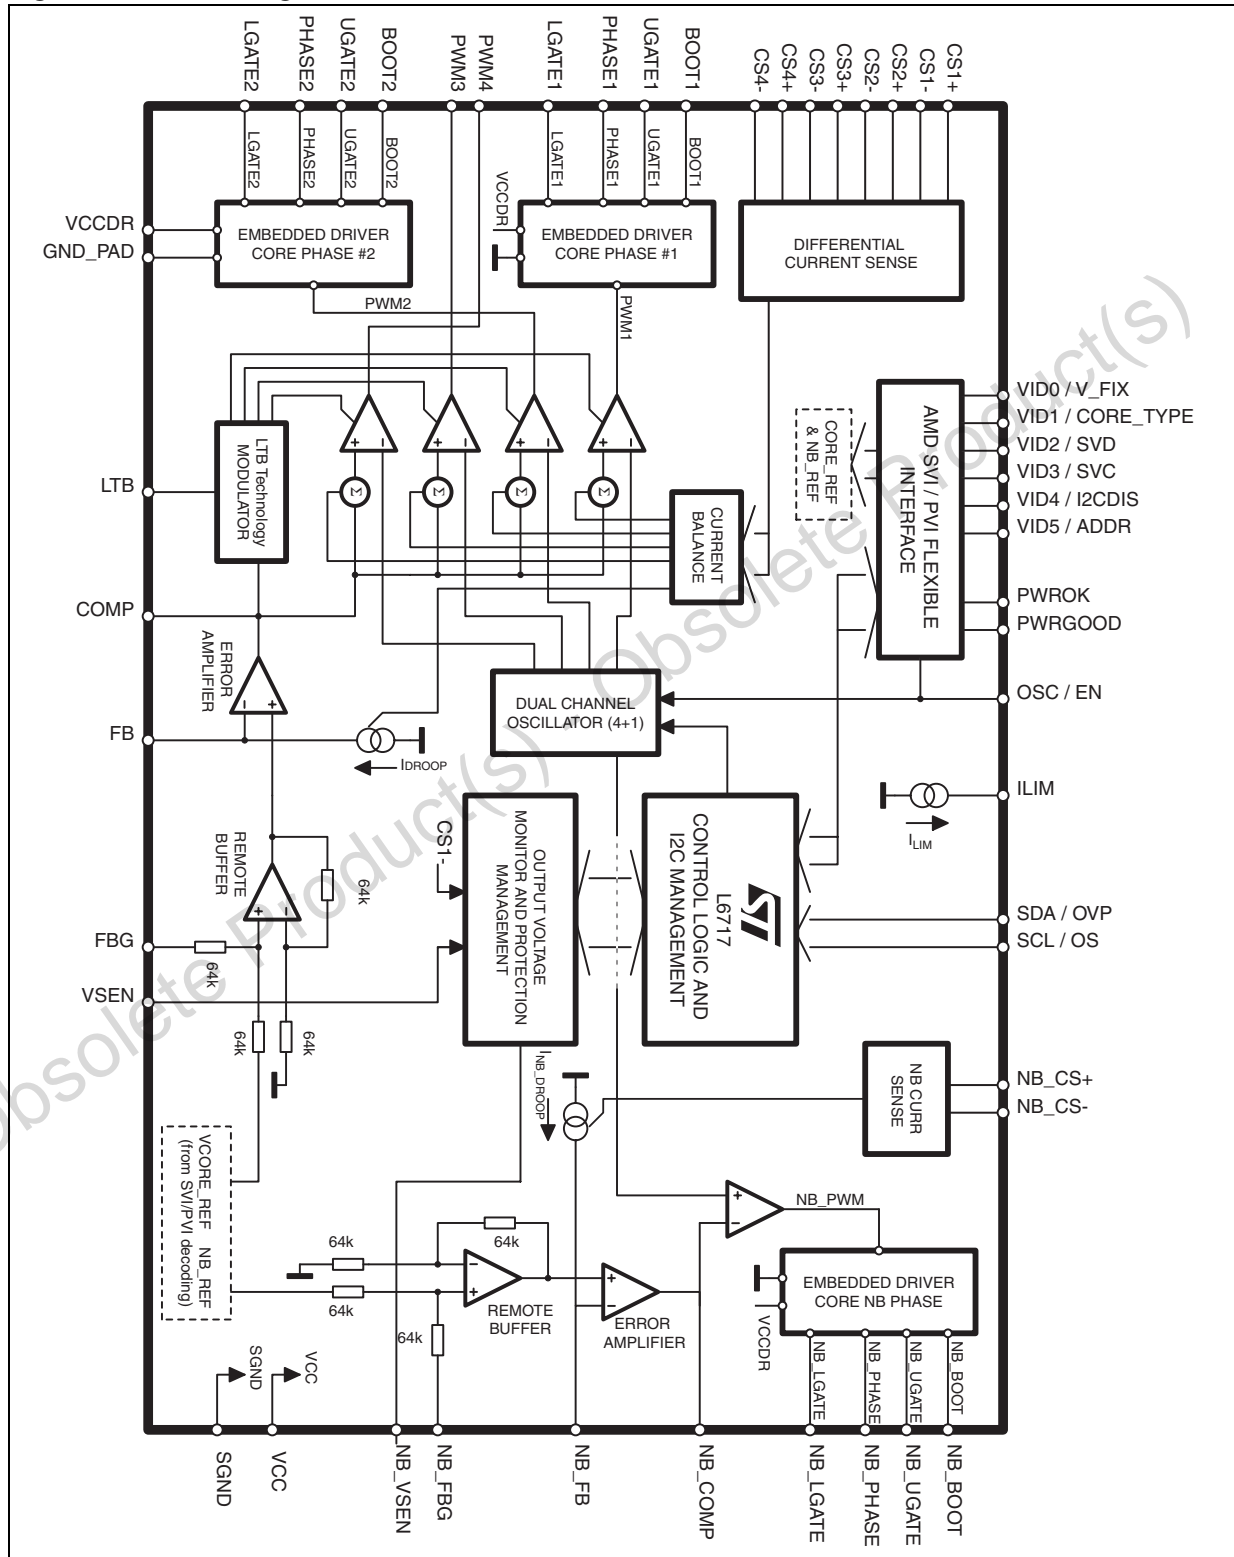 LGATE2
PHASE2
UGATE2
BOOT2
PWM3
PWM4
LGATE1
PHASE1
UGATE1
BOOT1
CS4-
CS4+
CS3-
CS3+
CS2-
CS2+
CS1-
CS1+
LGATE2
PHASE2
UGATE2
BOOT2
LGATE1
PHASE1
UGATE1
BOOT1
VCCDR
GND_PAD
EMBEDDED DRIVER
CORE PHASE #2
VCCDR
EMBEDDED DRIVER
CORE PHASE #1
DIFFERENTIAL
CURRENT SENSE
PWM2
PWM1
LTB
LTB Technology
MODULATOR
+ -
+ -
+ -
+ -
Σ
Σ
Σ
Σ
CURRENT
BALANCE
CORE_REF
& NB_REF
AMD SVI / PVI FLEXIBLE
INTERFACE
VID0 / V_FIX
VID1 / CORE_TYPE
VID2 / SVD
VID3 / SVC
VID4 / I2CDIS
VID5 / ADDR
PWROK
PWRGOOD
OSC / EN
COMP
ERROR
AMPLIFIER
- +
FB
IDROOP
DUAL CHANNEL
OSCILLATOR (4+1)
ILIM
ILIM
REMOTE
BUFFER
+ -
64k
FBG
64k
VSEN
64k
64k
CS1-
OUTPUT VOLTAGE
MONITOR AND PROTECTION
MANAGEMENT
L6717
CONTROL LOGIC AND
I2C MANAGEMENT
ST
SDA / OVP
SCL / OS
INB_DROOP
NB CURR
SENSE
NB_CS+
NB_CS-
VCORE_REF NB_REF
(from SVI/PVI decoding)
64k
64k
64k
64k
-
+
REMOTE
BUFFER
+
-
ERROR
AMPLIFIER
+
-
NB_PWM
EMBEDDED DRIVER
CORE NB PHASE
VCCDR
NB_LGATE
NB_PHASE
NB_UGATE
NB_BOOT
SGND
VCC
SGND
VCC
NB_VSEN
NB_FBG
NB_FB
NB_COMP
NB_LGATE
NB_PHASE
NB_UGATE
NB_BOOT
Obsolete Product(s) - Obsolete Product(s)